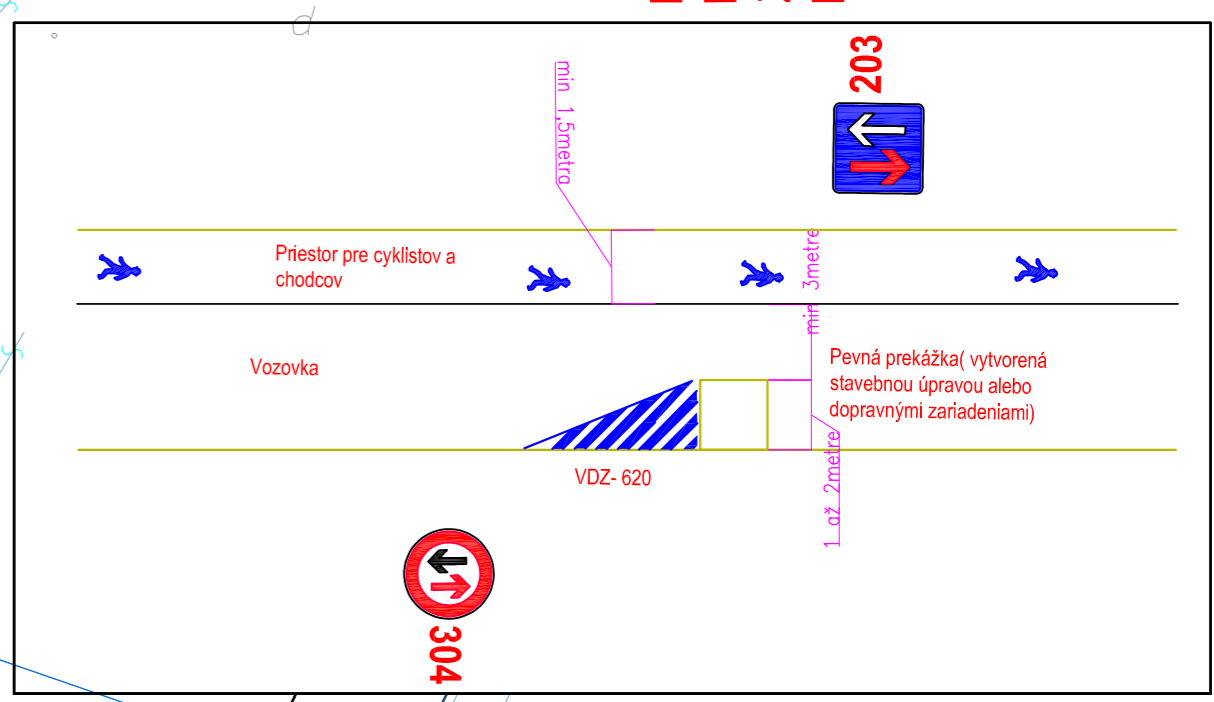 203
min 1,5metra
Priestor pre cyklistov a
chodcov
min 3metre
Vozovka
Pevná prekážka( vytvorená
stavebnou úpravou alebo
dopravnými zariadeniami)
VDZ- 620
1 až 2metre
304
d